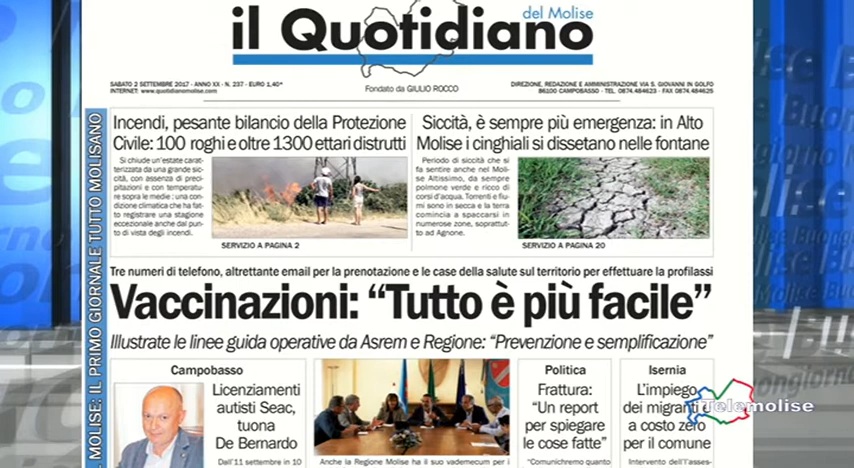 del Molise
il Quotidiano
SABATO 2 SETTEMBRE 2017 - ANNO XX - N. 237 - EURO 1,40*
INTERNET: www.quotidianomolise.com
Fondato da GIULIO ROCCO
DIREZIONE, REDAZIONE E AMMINISTRAZIONE VIA S. GIOVANNI IN GOLFO
86100 CAMPOBASSO - TEL. 0874.484623 - FAX 0874.484625
L MOLISE: IL PRIMO GIORNALE TUTTO MOLISANO
Incendi, pesante bilancio della Protezione
Civile: 100 roghi e oltre 1300 ettari distrutti
Si chiude un'estate carat-
terizzata da una grande sic-
cità, con assenza di preci-
pitazioni e con temperatu-
re sopra le medie: una con-
dizione climatica che ha fat-
to registrare una stagione
eccezionale anche dal pun-
to di vista degli incendi.
SERVIZIO A PAGINA 2
Siccità, è sempre più emergenza: in Alto
Molise i cinghiali si dissetano nelle fontane
Periodo di siccità che si
fa sentire anche nel Moli-
se Altissimo, da sempre
polmone verde e ricco di
corsi d'acqua. Torrenti e fiu-
mi sono in secca e la terra
comincia a spaccarsi in
numerose zone, soprattut-
to ad Agnone.
SERVIZIO A PAGINA 20
Tre numeri di telefono, altrettante email per la prenotazione e le case della salute sul territorio per effettuare la profilassi
Vaccinazioni: “Tutto è più facile”
Illustrate le linee guida operative da Asrem e Regione: “Prevenzione e semplificazione”
Campobasso
Licenziamenti
autisti Seac,
tuona
De Bernardo
Dall'11 settembre in 10
Anche la Regione Molise ha il suo vademecum per i
Politica
Frattura:
“Un report
per spiegare
le cose fatte”
“Comunichremo quanto
Isernia
L'impiego
dei migranti
a costo zero
per il comune
Intervento dell'asses-
Telemolise